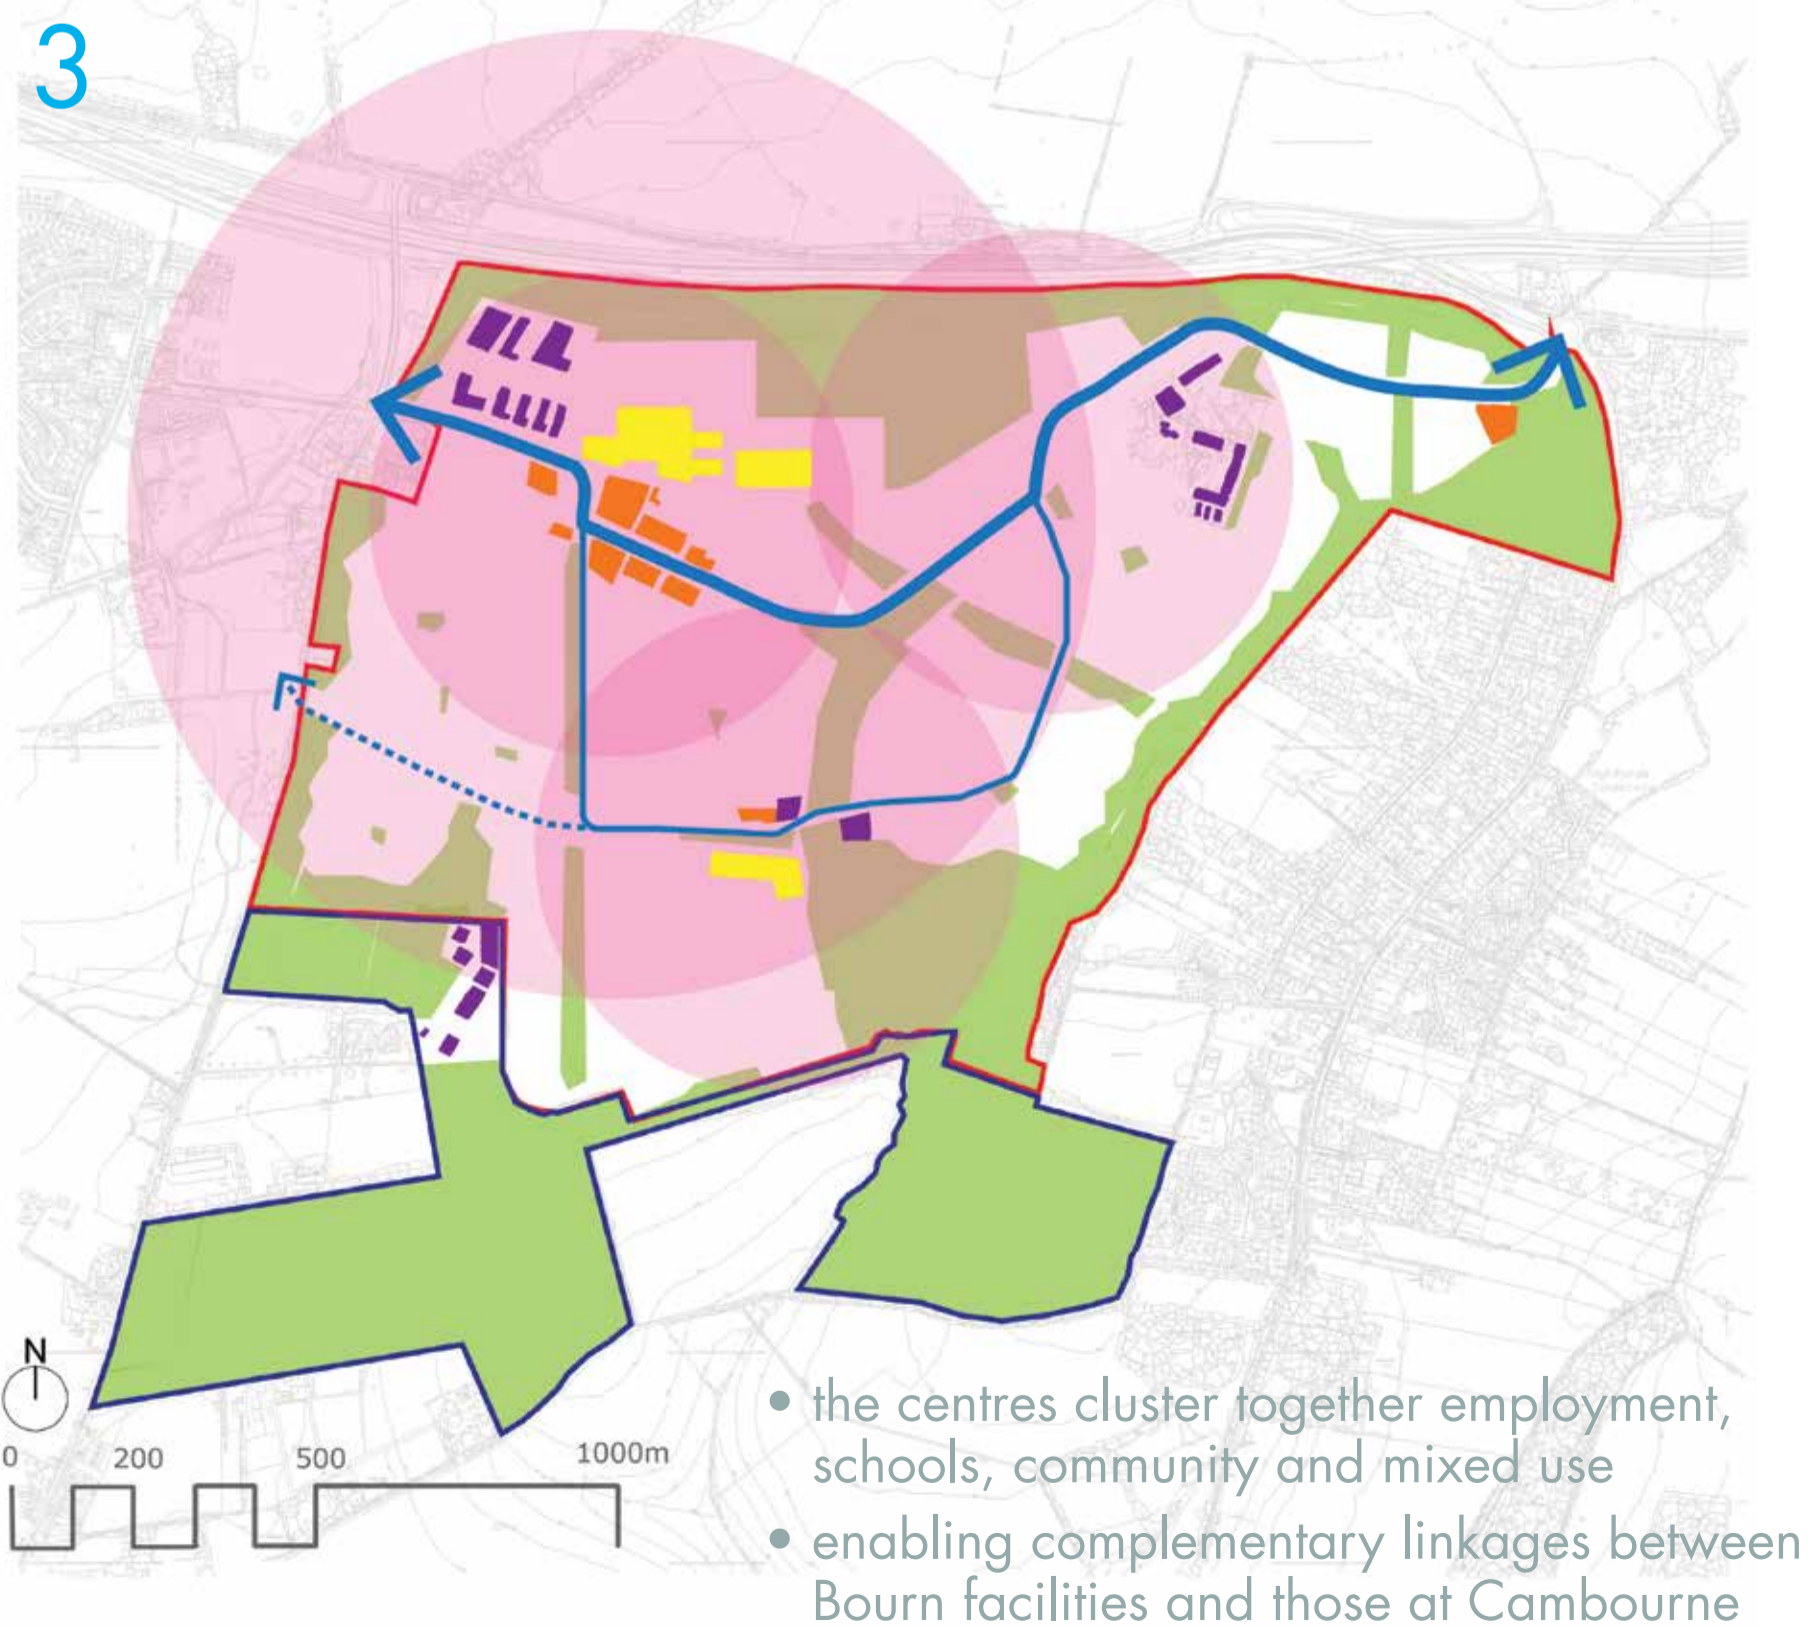 3
N
0 200 500 1000m
• the centres cluster together employment,
schools, community and mixed use
• enabling complementary linkages between
Bourn facilities and those at Cambourne